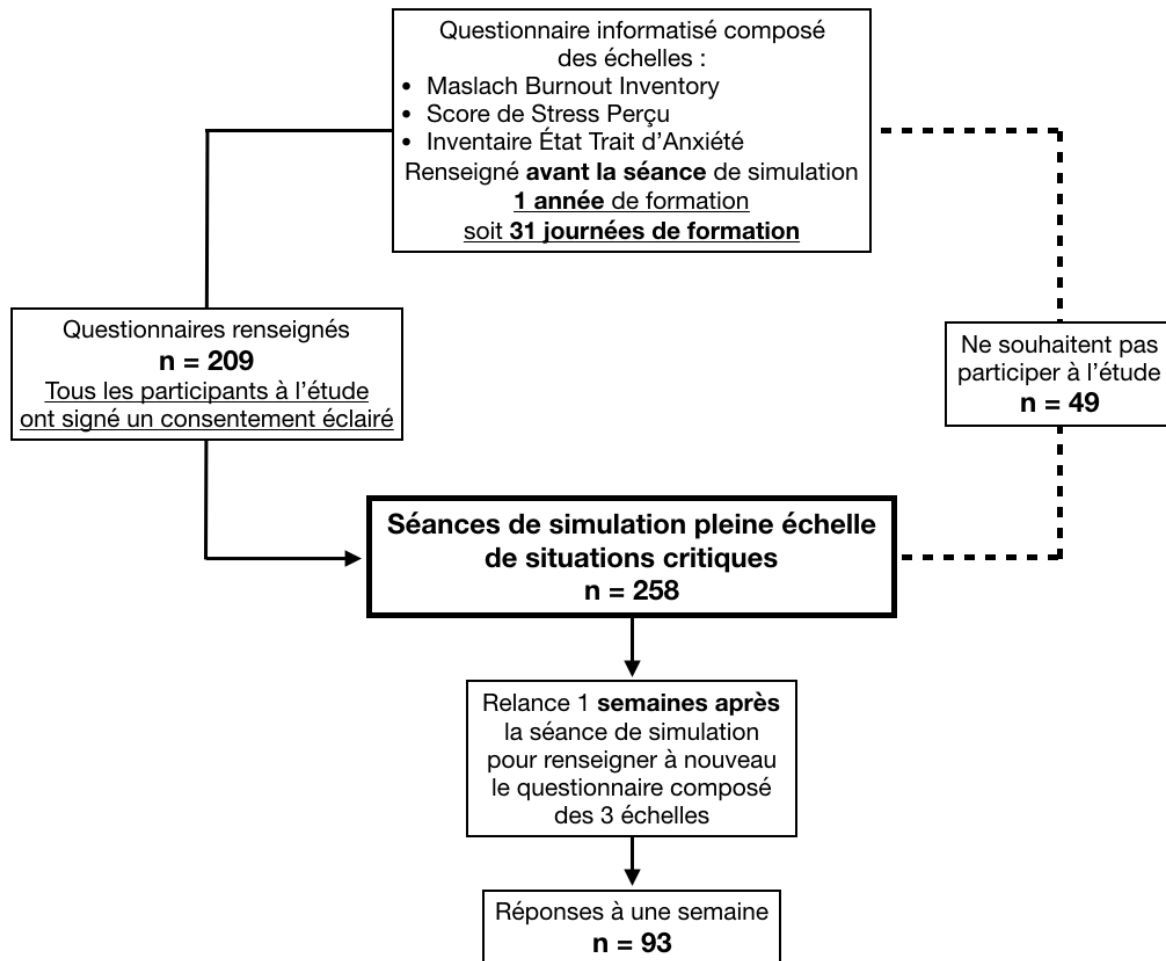 Questionnaire informatisé composé
des échelles :
• Maslach Burnout Inventory
• Score de Stress Perçu
• Inventaire État Trait d’Anxiété
Renseigné avant la séance de simulation
1 année de formation
soit 31 journées de formation
Questionnaires renseignés
n = 209
Tous les participants à l’étude
ont signé un consentement éclairé
Ne souhaitent pas
participer à l’étude
n = 49
Séances de simulation pleine échelle
de situations critiques
n = 258
Relance 1 semaines après
la séance de simulation
pour renseigner à nouveau
le questionnaire composé
des 3 échelles
Réponses à une semaine
n = 93